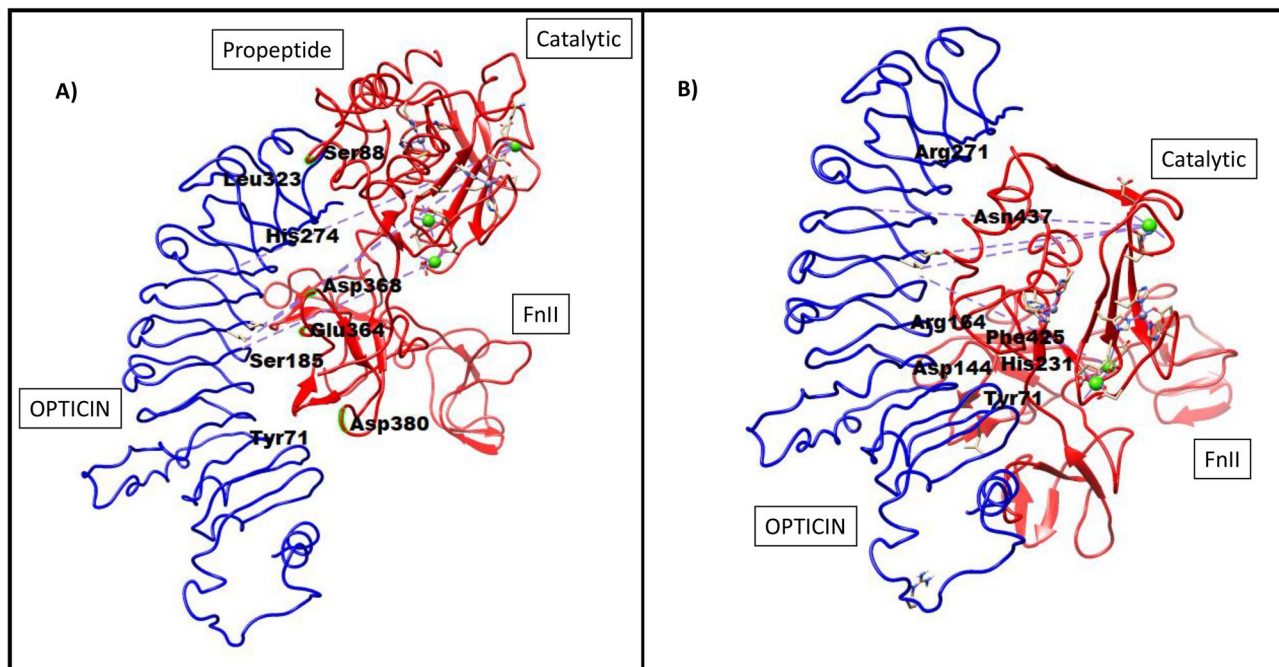 A)
Propeptide
Catalytic
Ser88
Leu323
His274
Asp368
Glu364
FnII
Ser185
OPTICIN
Asp380
Tyr71
B)
Arg271
Catalytic
Asn437
Arg164
Phe425
Asp144
His231
Tyr71
FnII
OPTICIN